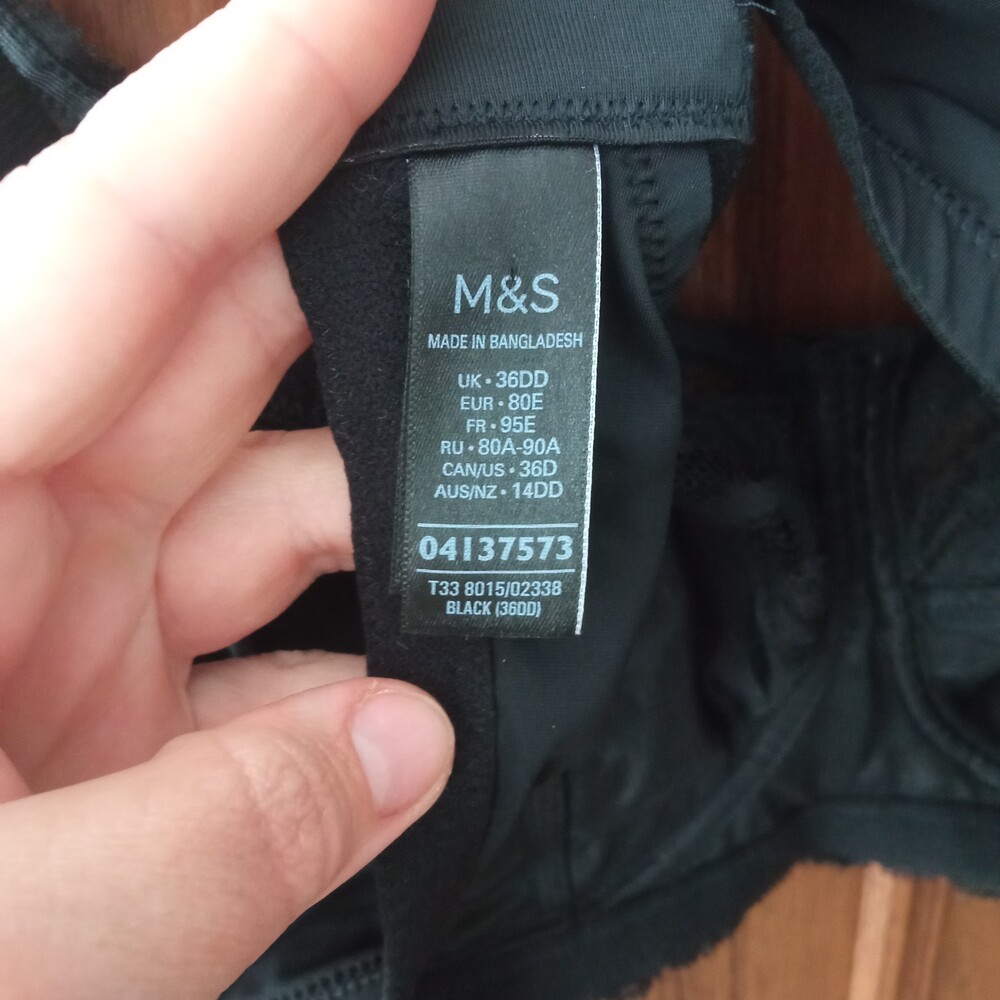 M&S
MADE IN BANGLADESH
UK • 36DD
EUR • 80E
FR • 95E
RU • 80A-90A
CAN/US • 36D
AUS/NZ • 14DD
04137573
T33 8015/02338
BLACK (36DD)